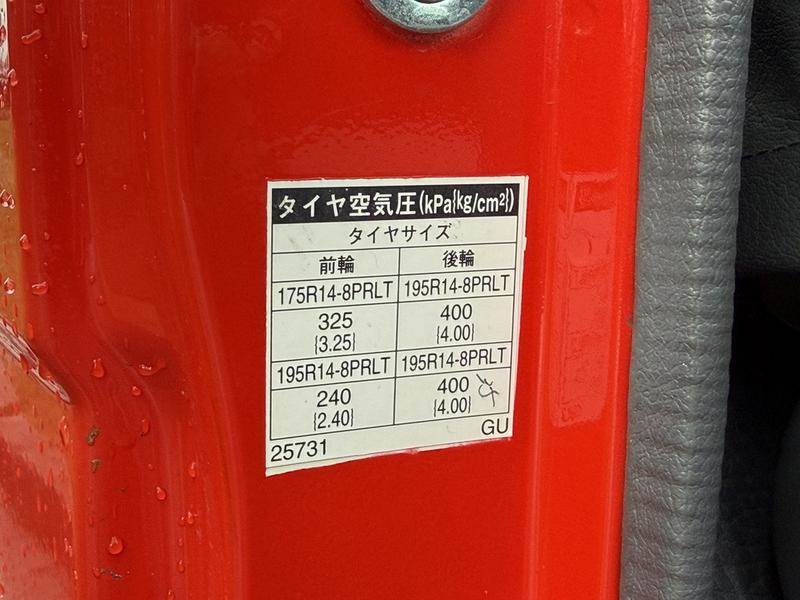 タイヤ空気圧(kPa{kg/cm²})
タイヤサイズ
前輪 後輪
175R14-8PRLT 195R14-8PRLT
325 400
{3.25} {4.00}
195R14-8PRLT 195R14-8PRLT
240 400
{2.40} {4.00}
25731 GU